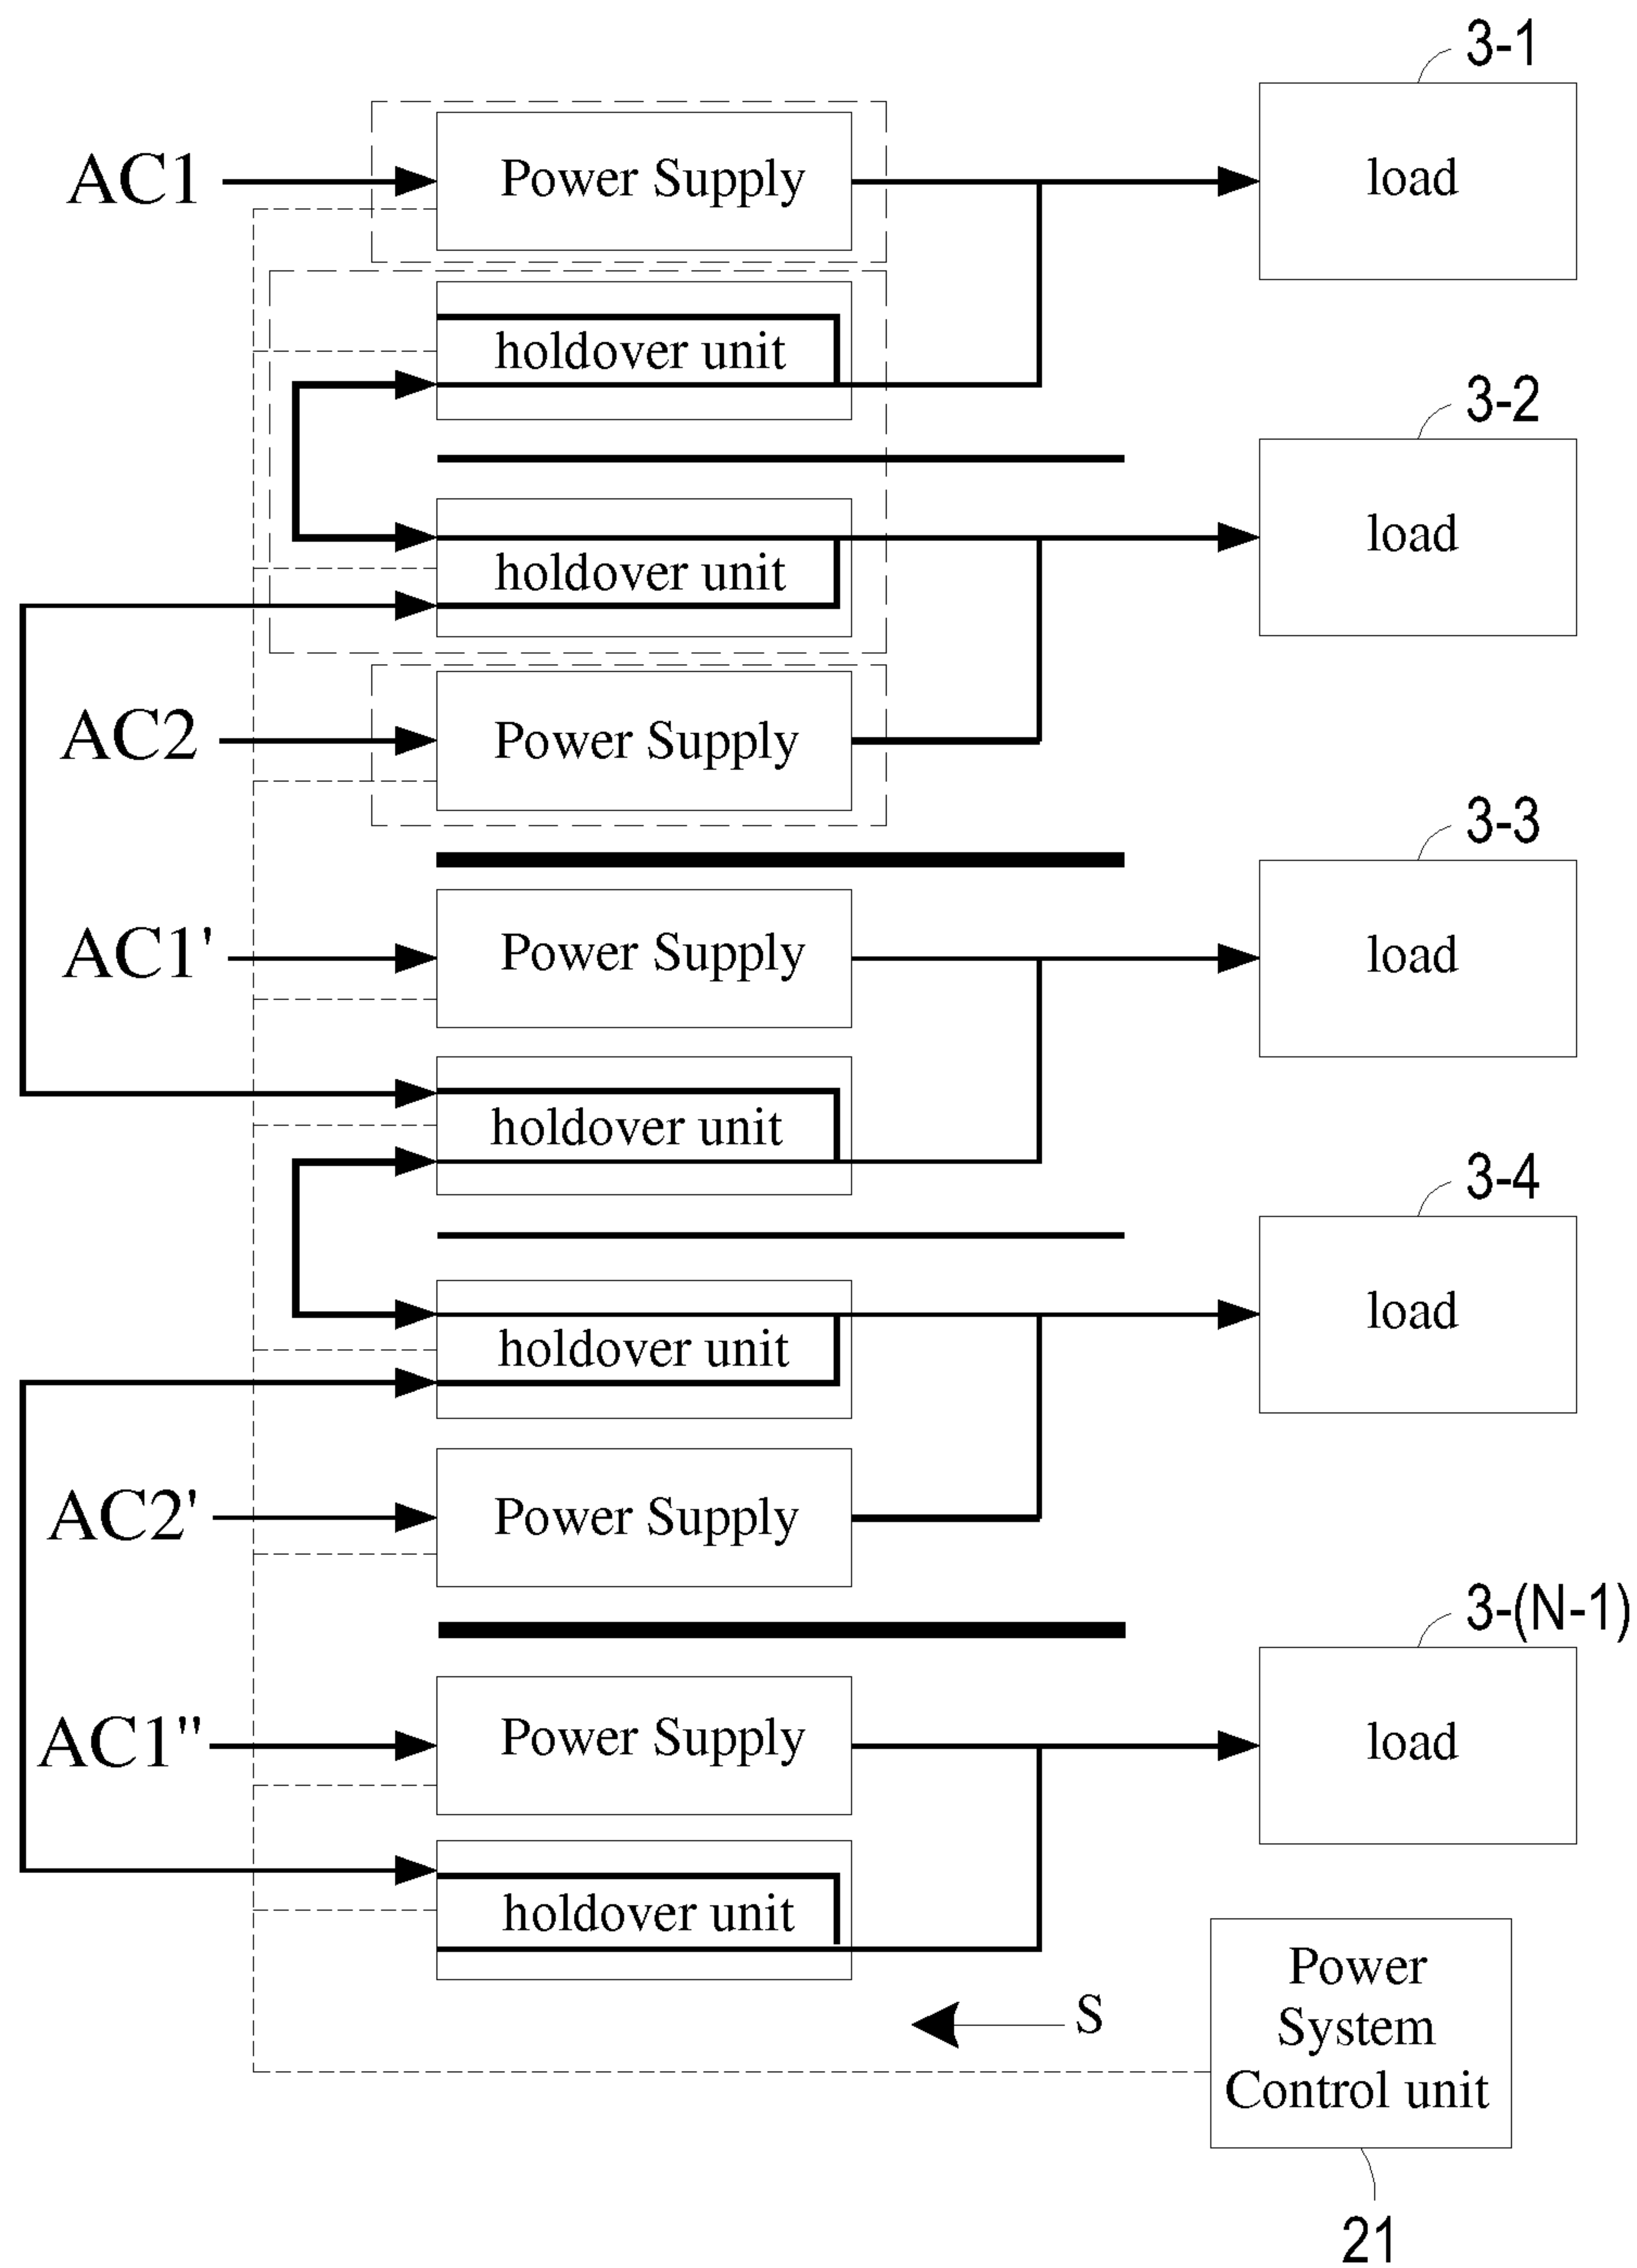 3-1
AC1
Power Supply
load
holdover unit
3-2
load
holdover unit
AC2
Power Supply
3-3
AC1'
Power Supply
load
holdover unit
3-4
load
holdover unit
AC2'
Power Supply
3-(N-1)
AC1"
Power Supply
load
holdover unit
S
Power
System
Control unit
21